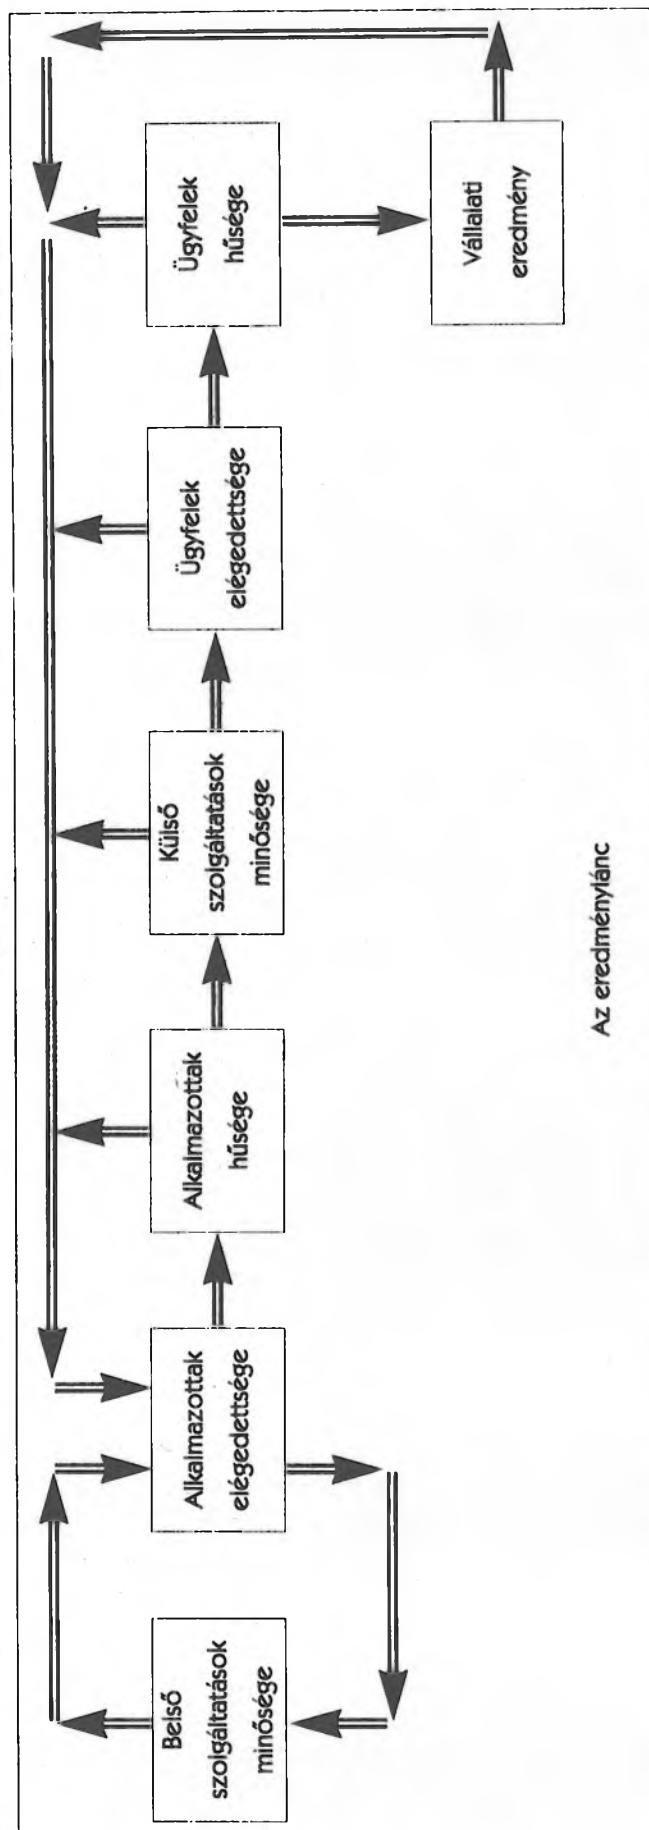 Belső
szolgáltatások
minősége
Alkalmazottak
elégedettsége
Alkalmazottak
hűsége
Külső
szolgáltatások
minősége
Ügyfelek
elégedettsége
Ügyfelek
hűsége
Vállalati
eredmény
Az eredménylánc